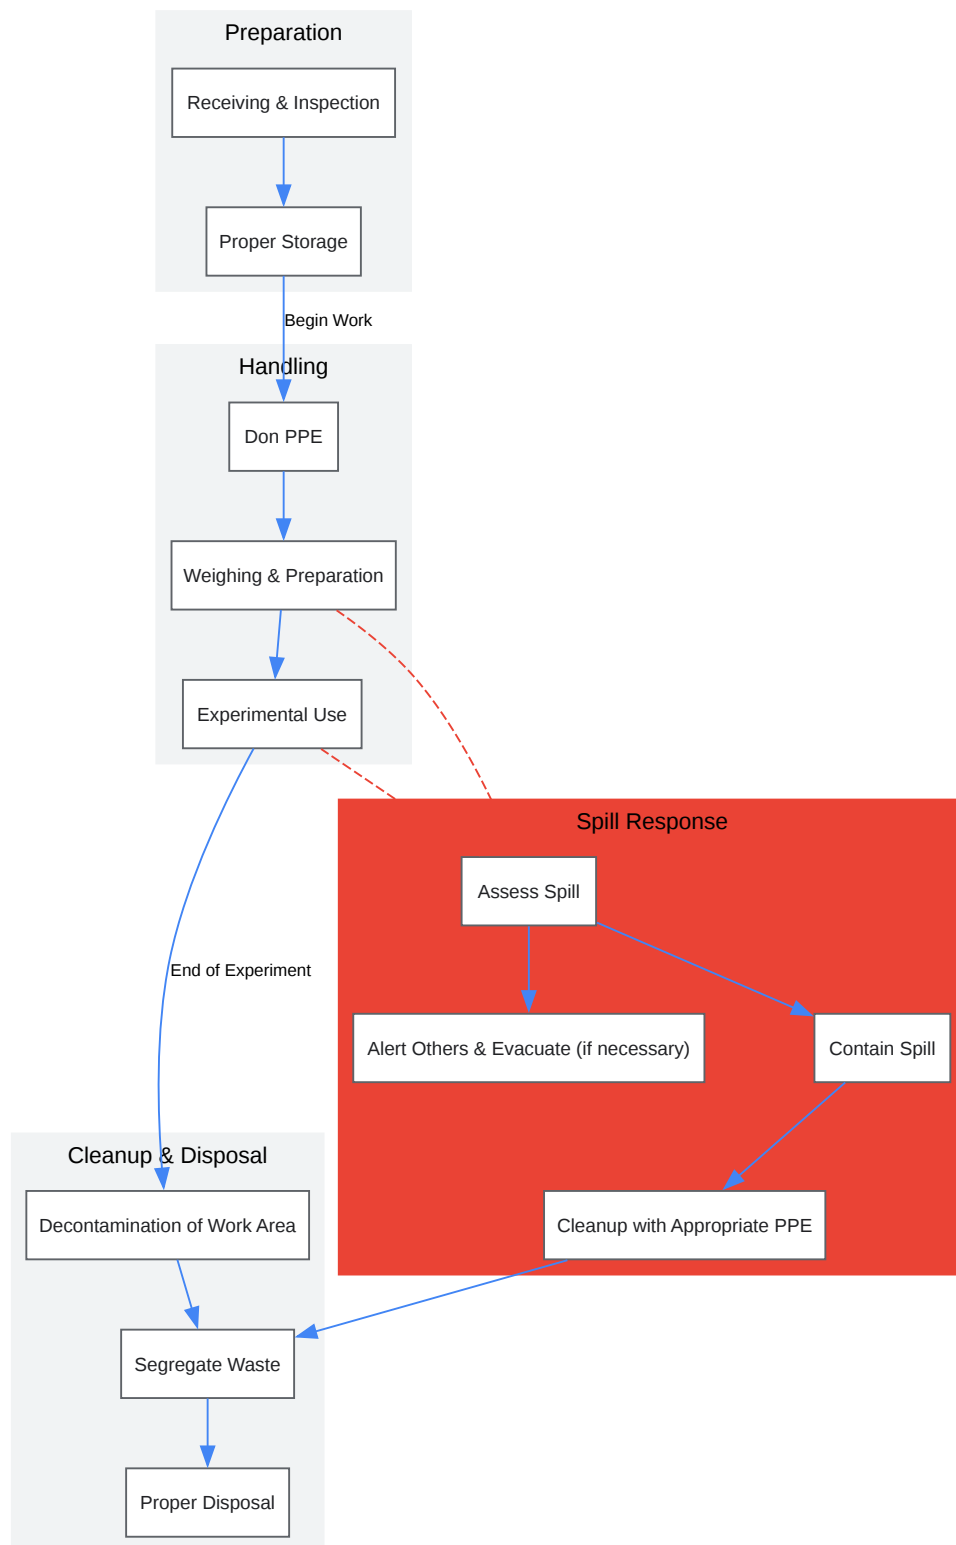 Preparation
Receiving & Inspection
Proper Storage
Begin Work
Handling
Don PPE
Weighing & Preparation
Experimental Use
Spill Response
Assess Spill
End of Experiment
Alert Others & Evacuate (if necessary)
Contain Spill
Cleanup & Disposal
Decontamination of Work Area
Cleanup with Appropriate PPE
Segregate Waste
Proper Disposal